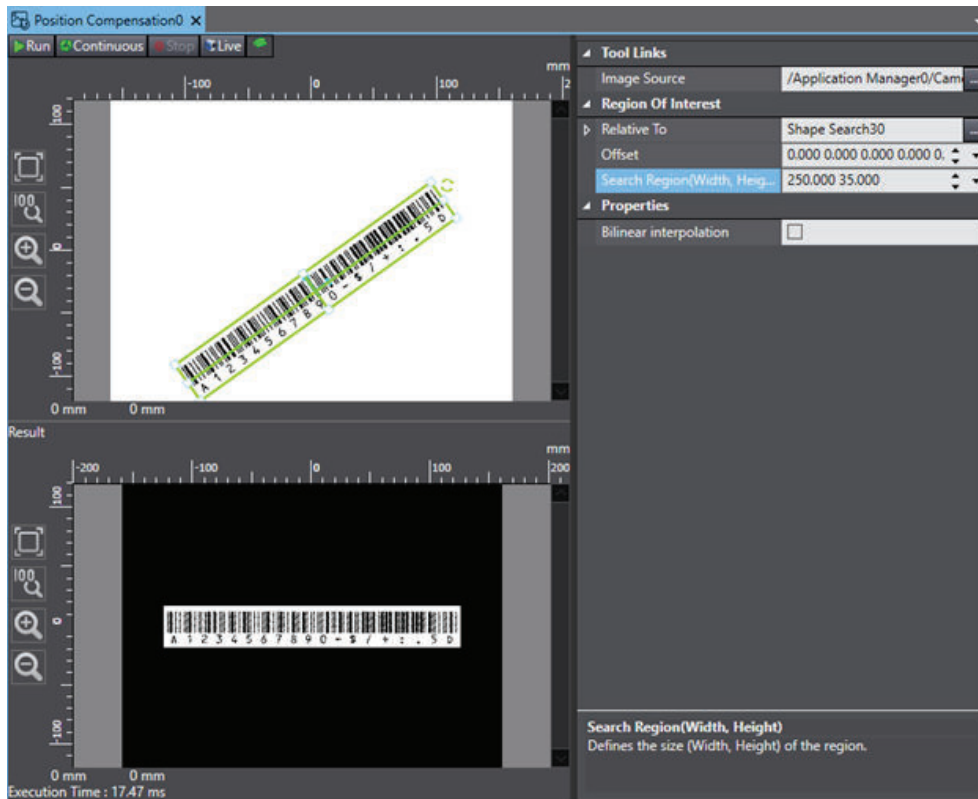 Position Compensation0
Run Continuous Stop Live
mm
-100 0 100 2
100
0
-100
0 mm 0 mm
A 1 2 3 4 5 6 7 8 9 0 - $ / + : . 5 D
Result
mm
-200 -100 0 100 200
100
0
-100
A 1 2 3 4 5 6 7 8 9 0 - $ / + : . 5 D
0 mm 0 mm
Execution Time : 17.47 ms
Tool Links
Image Source /Application Manager0/Cam
Region Of Interest
Relative To Shape Search30 ...
Offset 0.000 0.000 0.000 0.000 0.
Search Region(Width, Heig... 250.000 35.000
Properties
Bilinear interpolation
Search Region(Width, Height)
Defines the size (Width, Height) of the region.